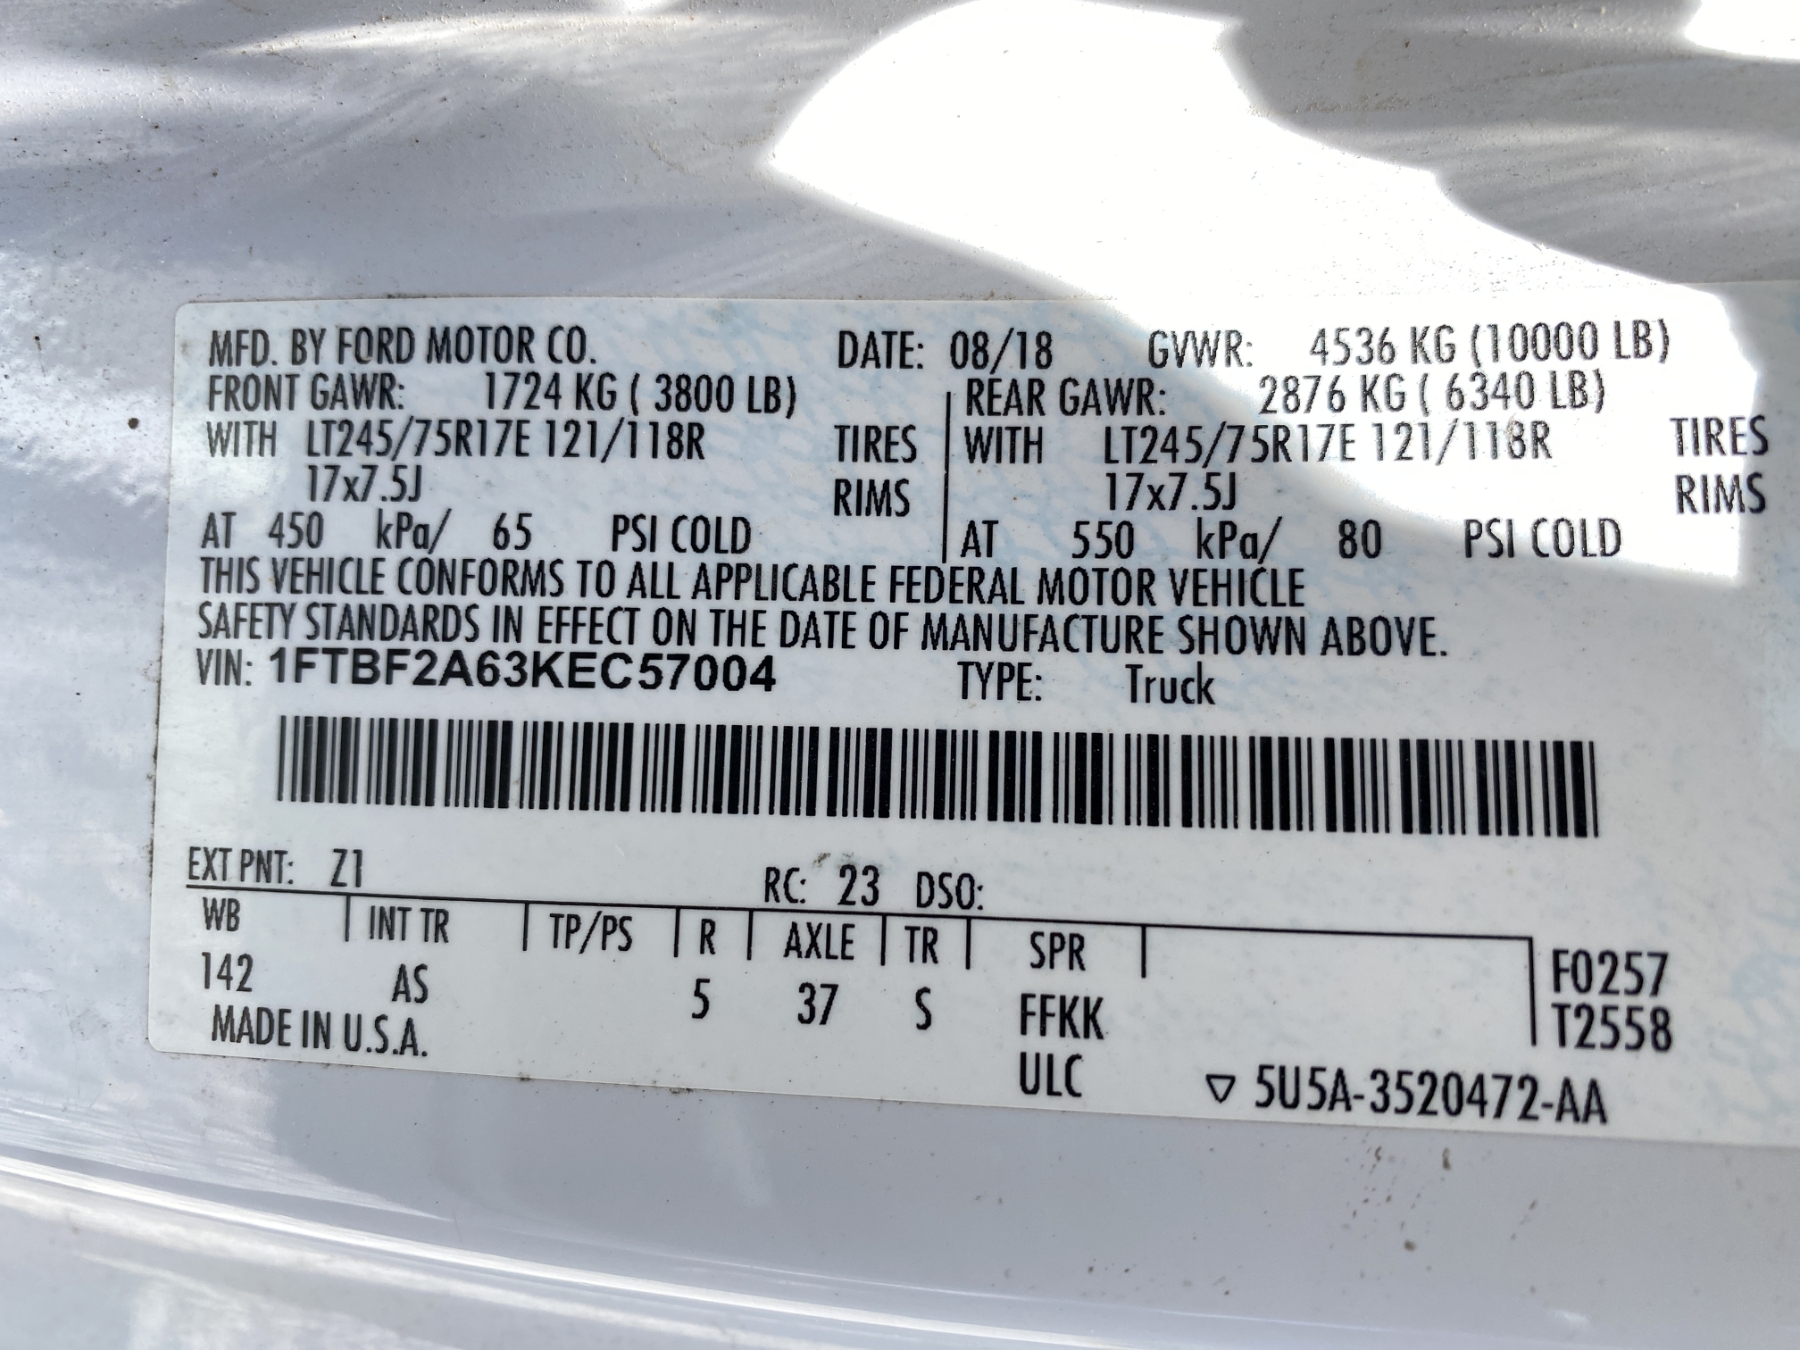 MFD. BY FORD MOTOR CO. DATE: 08/18 GVWR: 4536 KG (10000 LB)
FRONT GAWR: 1724 KG ( 3800 LB) REAR GAWR: 2876 KG ( 6340 LB)
WITH LT245/75R17E 121/118R TIRES WITH LT245/75R17E 121/118R TIRES
17x7.5J RIMS 17x7.5J RIMS
AT 450 kPa/ 65 PSI COLD AT 550 kPa/ 80 PSI COLD
THIS VEHICLE CONFORMS TO ALL APPLICABLE FEDERAL MOTOR VEHICLE
SAFETY STANDARDS IN EFFECT ON THE DATE OF MANUFACTURE SHOWN ABOVE.
VIN: 1FTBF2A63KEC57004 TYPE: Truck
EXT PNT: Z1 RC: 23 DSO:
WB INT TR TP/PS R AXLE TR SPR F0257
142 AS 5 37 S FFKK T2558
MADE IN U.S.A. ULC ▽ 5U5A-3520472-AA